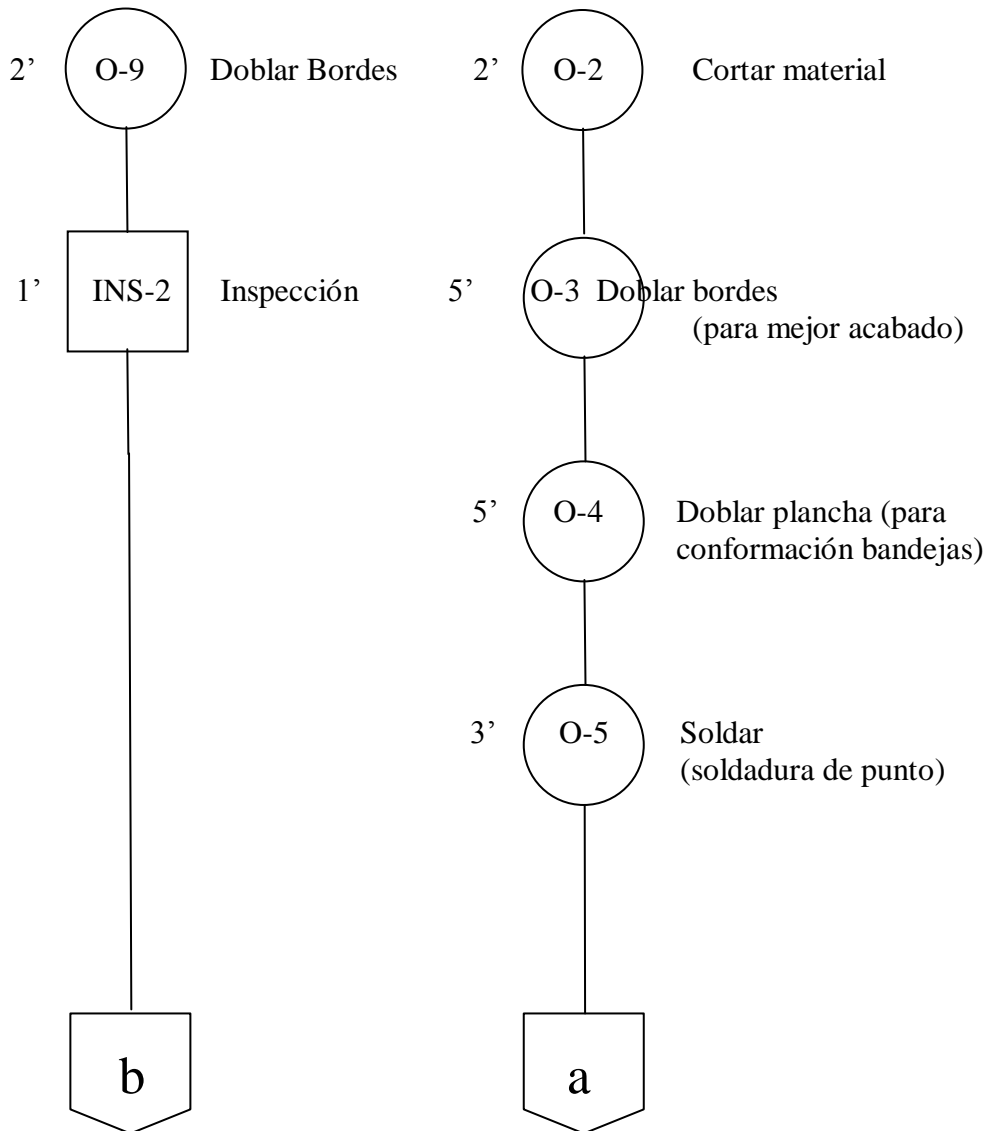 2’ O-9 Doblar Bordes
1’ INS-2 Inspección
b
2’ O-2 Cortar material
5’ O-3 Doblar bordes
(para mejor acabado)
5’ O-4 Doblar plancha (para
conformación bandejas)
3’ O-5 Soldar
(soldadura de punto)
a